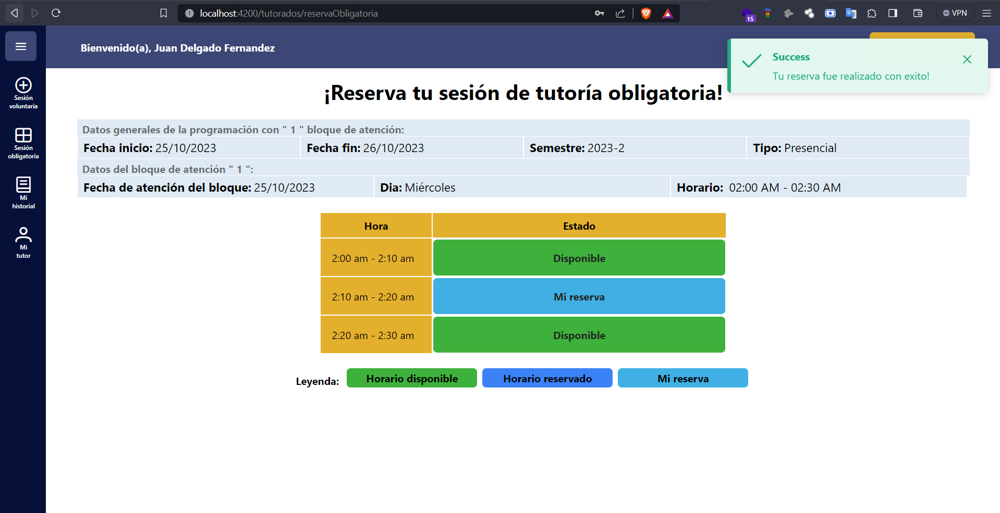 localhost:4200/tutorados/reservaObligatoria
15
VPN
Bienvenido(a), Juan Delgado Fernandez
Success
Tu reserva fue realizado con exito!
Sesión
voluntaria
Sesión
obligatoria
Mi
historial
Mi
tutor
¡Reserva tu sesión de tutoría obligatoria!
Datos generales de la programación con " 1 " bloque de atención:
Fecha inicio: 25/10/2023 Fecha fin: 26/10/2023 Semestre: 2023-2 Tipo: Presencial
Datos del bloque de atención " 1 ":
Fecha de atención del bloque: 25/10/2023 Dia: Miércoles Horario: 02:00 AM - 02:30 AM
Hora Estado
2:00 am - 2:10 am Disponible
2:10 am - 2:20 am Mi reserva
2:20 am - 2:30 am Disponible
Leyenda: Horario disponible Horario reservado Mi reserva